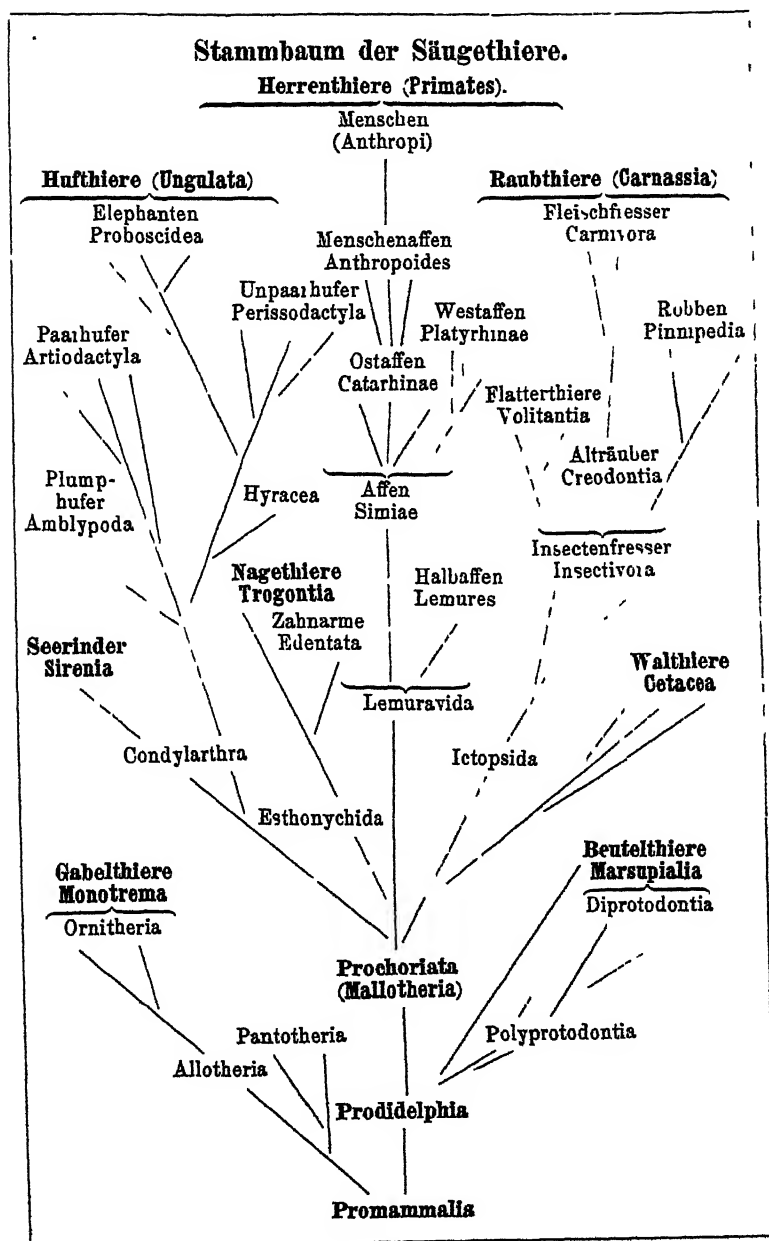 Stammbaum der Säugethiere.
Herrenthiere (Primates).
Menschen
(Anthropi)
Hufthiere (Ungulata)
Raubthiere (Carnassia)
Elephanten
Proboscidea
Fleischfresser
Carnivora
Menschenaffen
Anthropoides
Unpaarhufer
Perissodactyla
Westaffen
Platyrhinae
Robben
Pinnipedia
Paarhufer
Artiodactyla
Ostaffen
Catarhinae
Flatterthiere
Volitantia
Alträuber
Creodontia
Plump-
hufer
Amblypoda
Hyracea
Affen
Simiae
Insectenfresser
Insectivora
Nagethiere
Trogontia
Halbaffen
Lemures
Zahnarme
Edentata
Seerinder
Sirenia
Walthiere
Cetacea
Lemuravida
Condylarthra
Ictopsida
Esthonychida
Gabelthiere
Monotrema
Beutelthiere
Marsupialia
Ornitheria
Diprotodontia
Prochoriata
(Mallotheria)
Pantotheria
Polyprotodontia
Allotheria
Prodidelphia
Promammalia